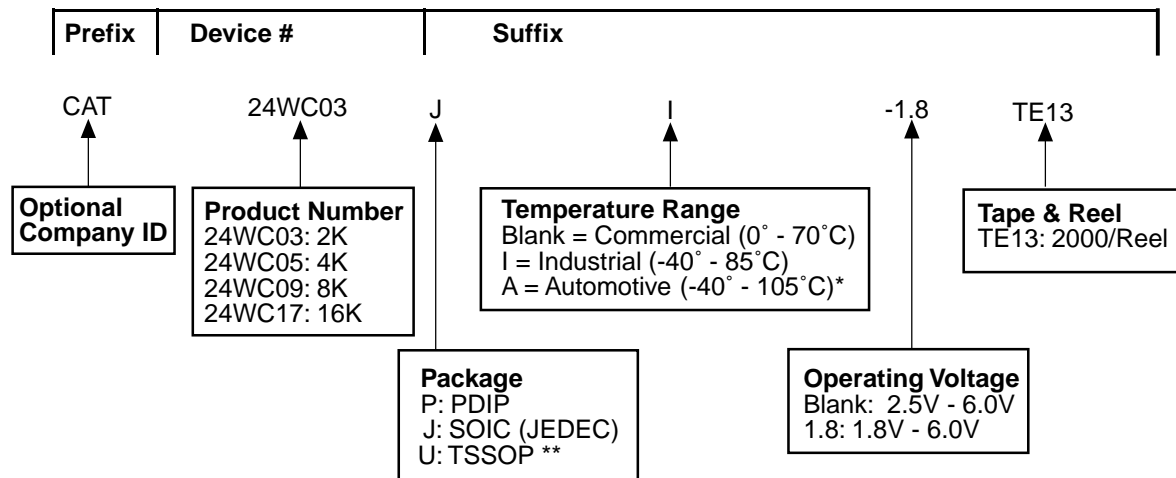 Prefix Device # Suffix
CAT 24WC03 J I -1.8 TE13
Optional
Company ID
Product Number
24WC03: 2K
24WC05: 4K
24WC09: 8K
24WC17: 16K
Temperature Range
Blank = Commercial (0˚ - 70˚C)
I = Industrial (-40˚ - 85˚C)
A = Automotive (-40˚ - 105˚C)*
Tape & Reel
TE13: 2000/Reel
Package
P: PDIP
J: SOIC (JEDEC)
U: TSSOP **
Operating Voltage
Blank: 2.5V - 6.0V
1.8: 1.8V - 6.0V